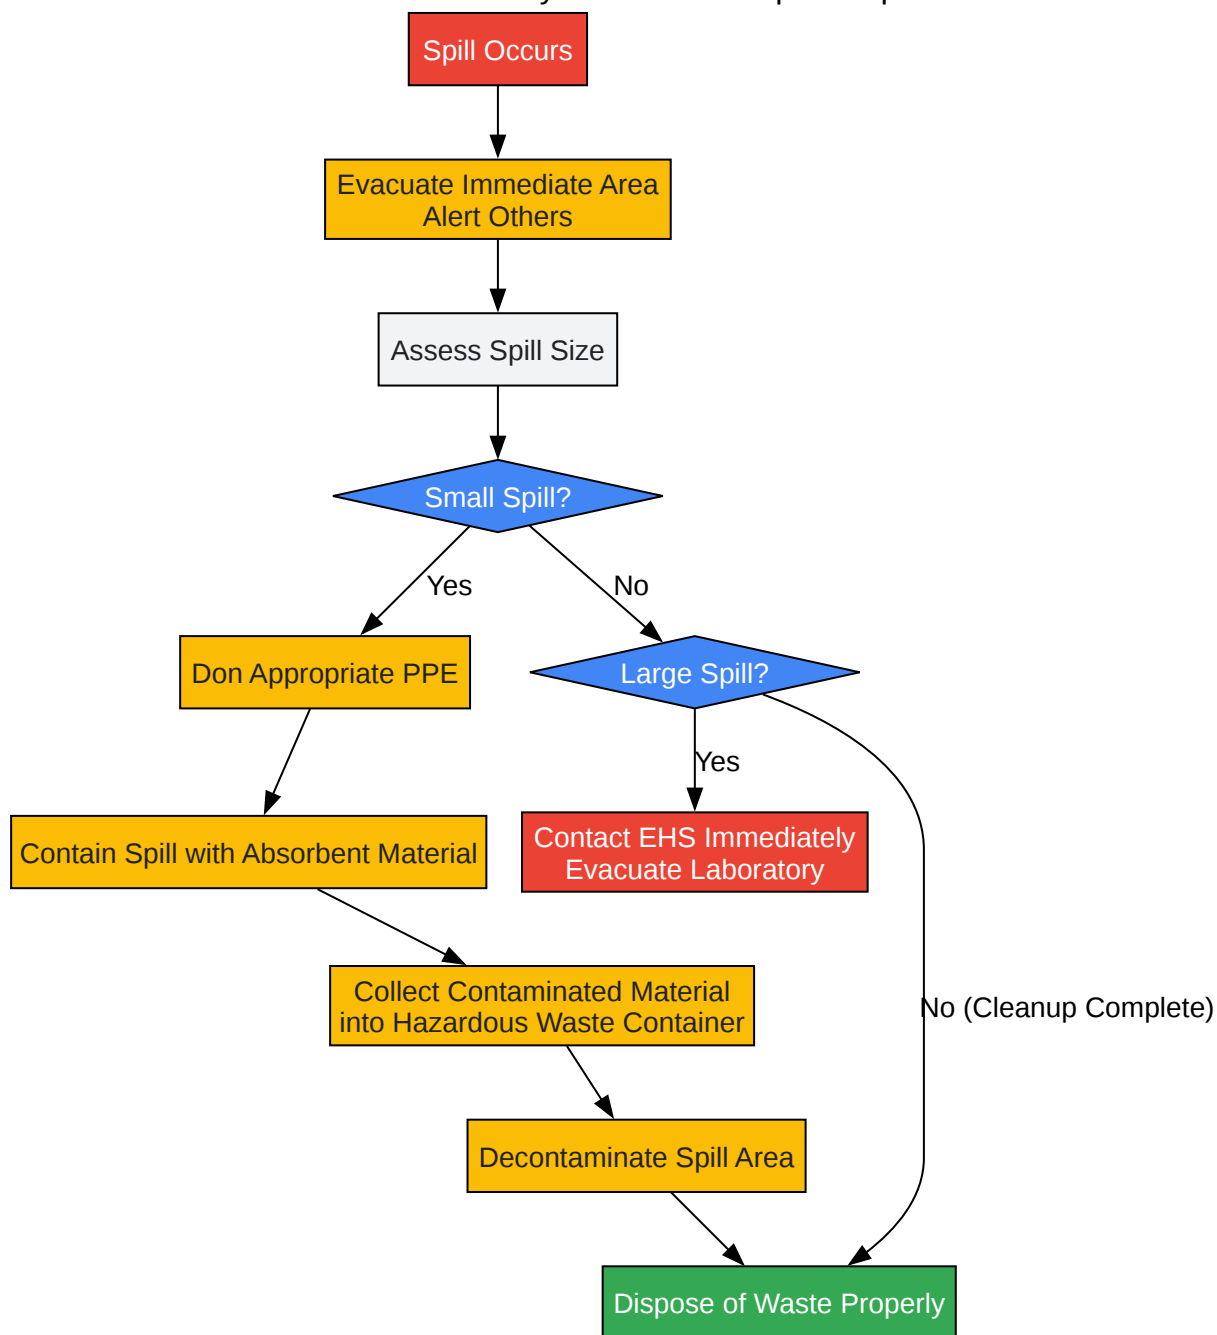 Spill Occurs
Evacuate Immediate Area
Alert Others
Assess Spill Size
Small Spill?
Yes
No
Don Appropriate PPE
Large Spill?
Yes
Contain Spill with Absorbent Material
Contact EHS Immediately
Evacuate Laboratory
Collect Contaminated Material
into Hazardous Waste Container
No (Cleanup Complete)
Decontaminate Spill Area
Dispose of Waste Properly